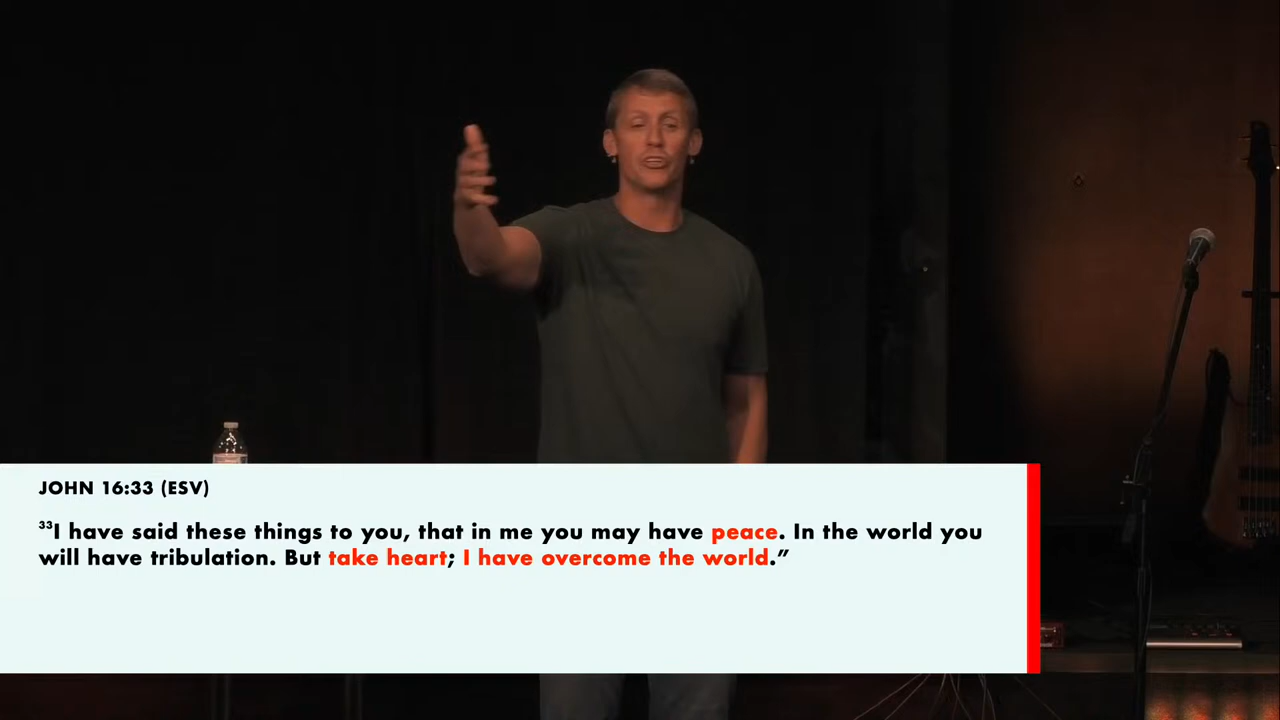 JOHN 16:33 (ESV)
³³I have said these things to you, that in me you may have peace. In the world you
will have tribulation. But take heart; I have overcome the world.”